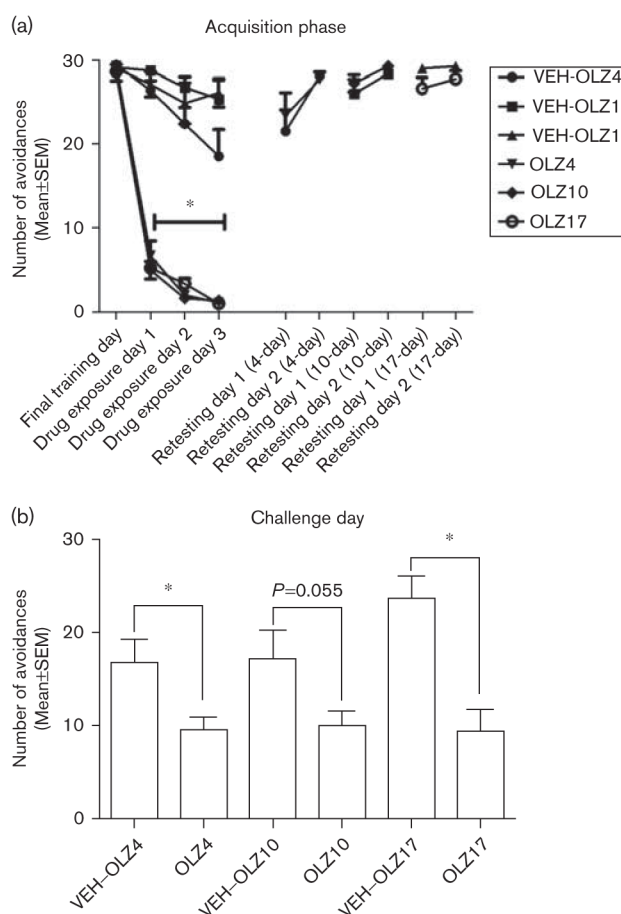 (a)
Acquisition phase
Number of avoidances
(Mean±SEM)
30
20
10
0
*
VEH-OLZ4
VEH-OLZ1
VEH-OLZ1
OLZ4
OLZ10
OLZ17
Final training day
Drug exposure day 1
Drug exposure day 2
Drug exposure day 3
Retesting day 1 (4-day)
Retesting day 2 (4-day)
Retesting day 1 (10-day)
Retesting day 2 (10-day)
Retesting day 1 (17-day)
Retesting day 2 (17-day)
(b)
Challenge day
Number of avoidances
(Mean±SEM)
30
20
10
0
*
P=0.055
*
VEH–OLZ4
OLZ4
VEH–OLZ10
OLZ10
VEH–OLZ17
OLZ17